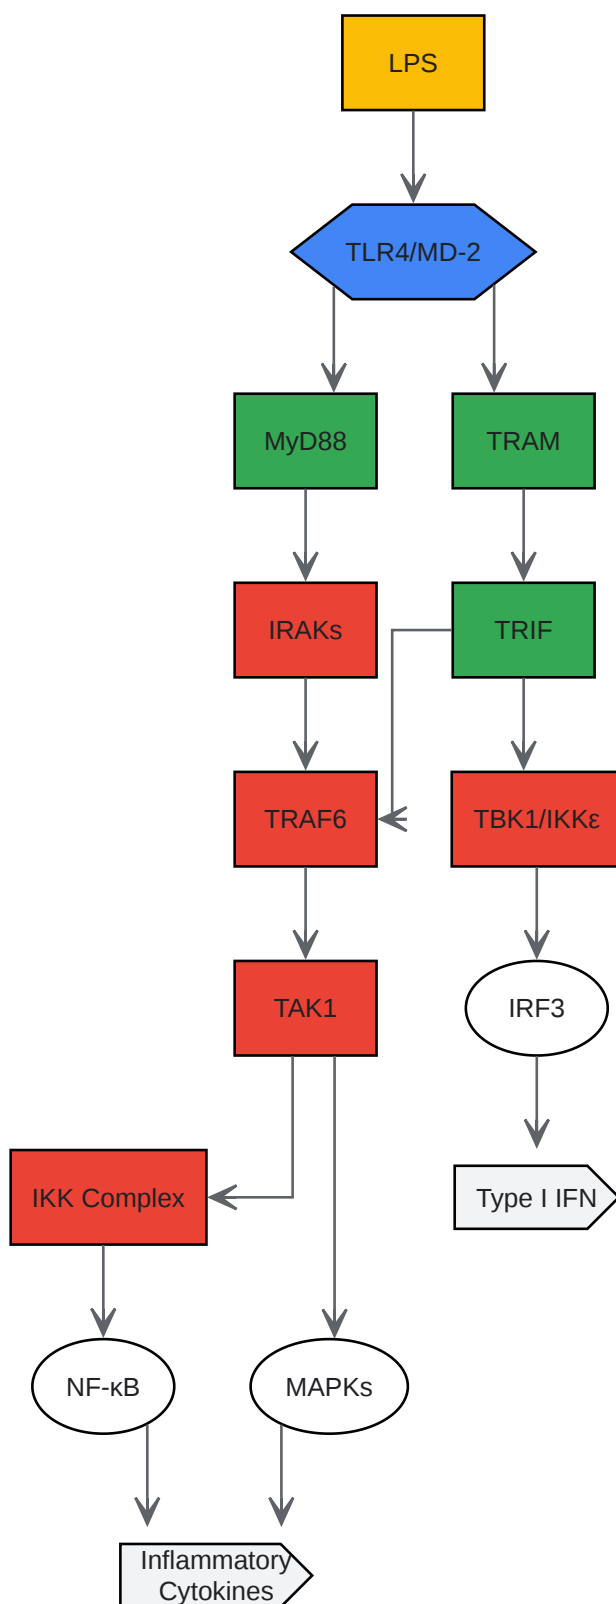 LPS
TLR4/MD-2
MyD88
TRAM
IRAKs
TRIF
TRAF6
TBK1/IKKε
TAK1
IRF3
IKK Complex
Type I IFN
NF-κB
MAPKs
Inflammatory
Cytokines